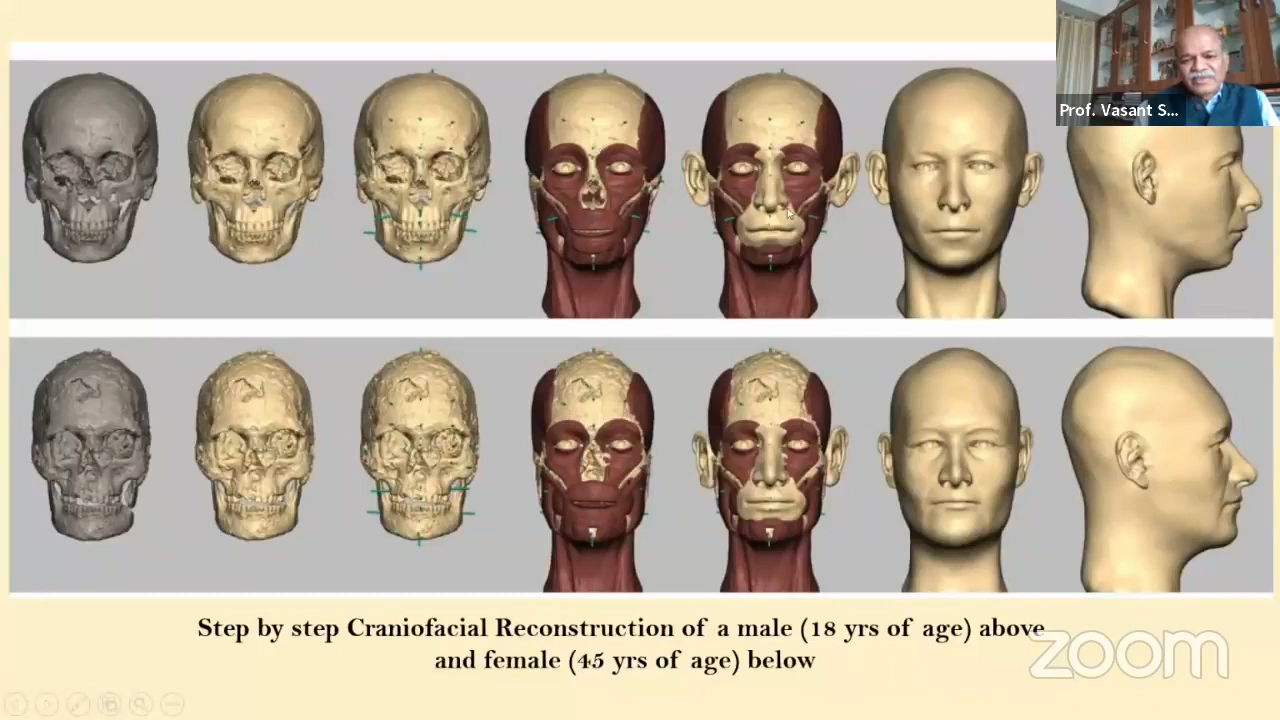 Prof. Vasant S...
Step by step Craniofacial Reconstruction of a male (18 yrs of age) above
and female (45 yrs of age) below
zoom